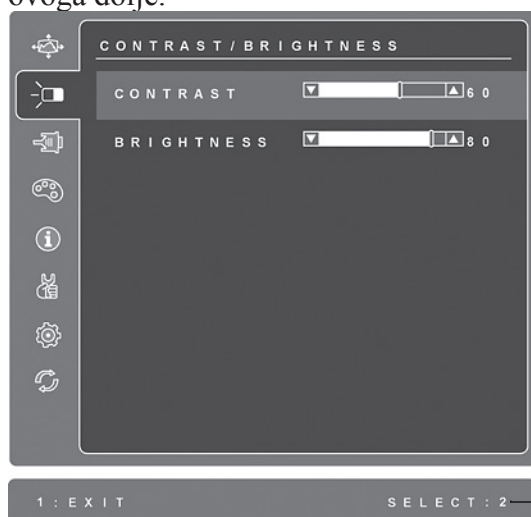 ovoga dolje:
CONTRAST/BRIGHTNESS
CONTRAST 60
BRIGHTNESS 80
1:EXIT SELECT:2